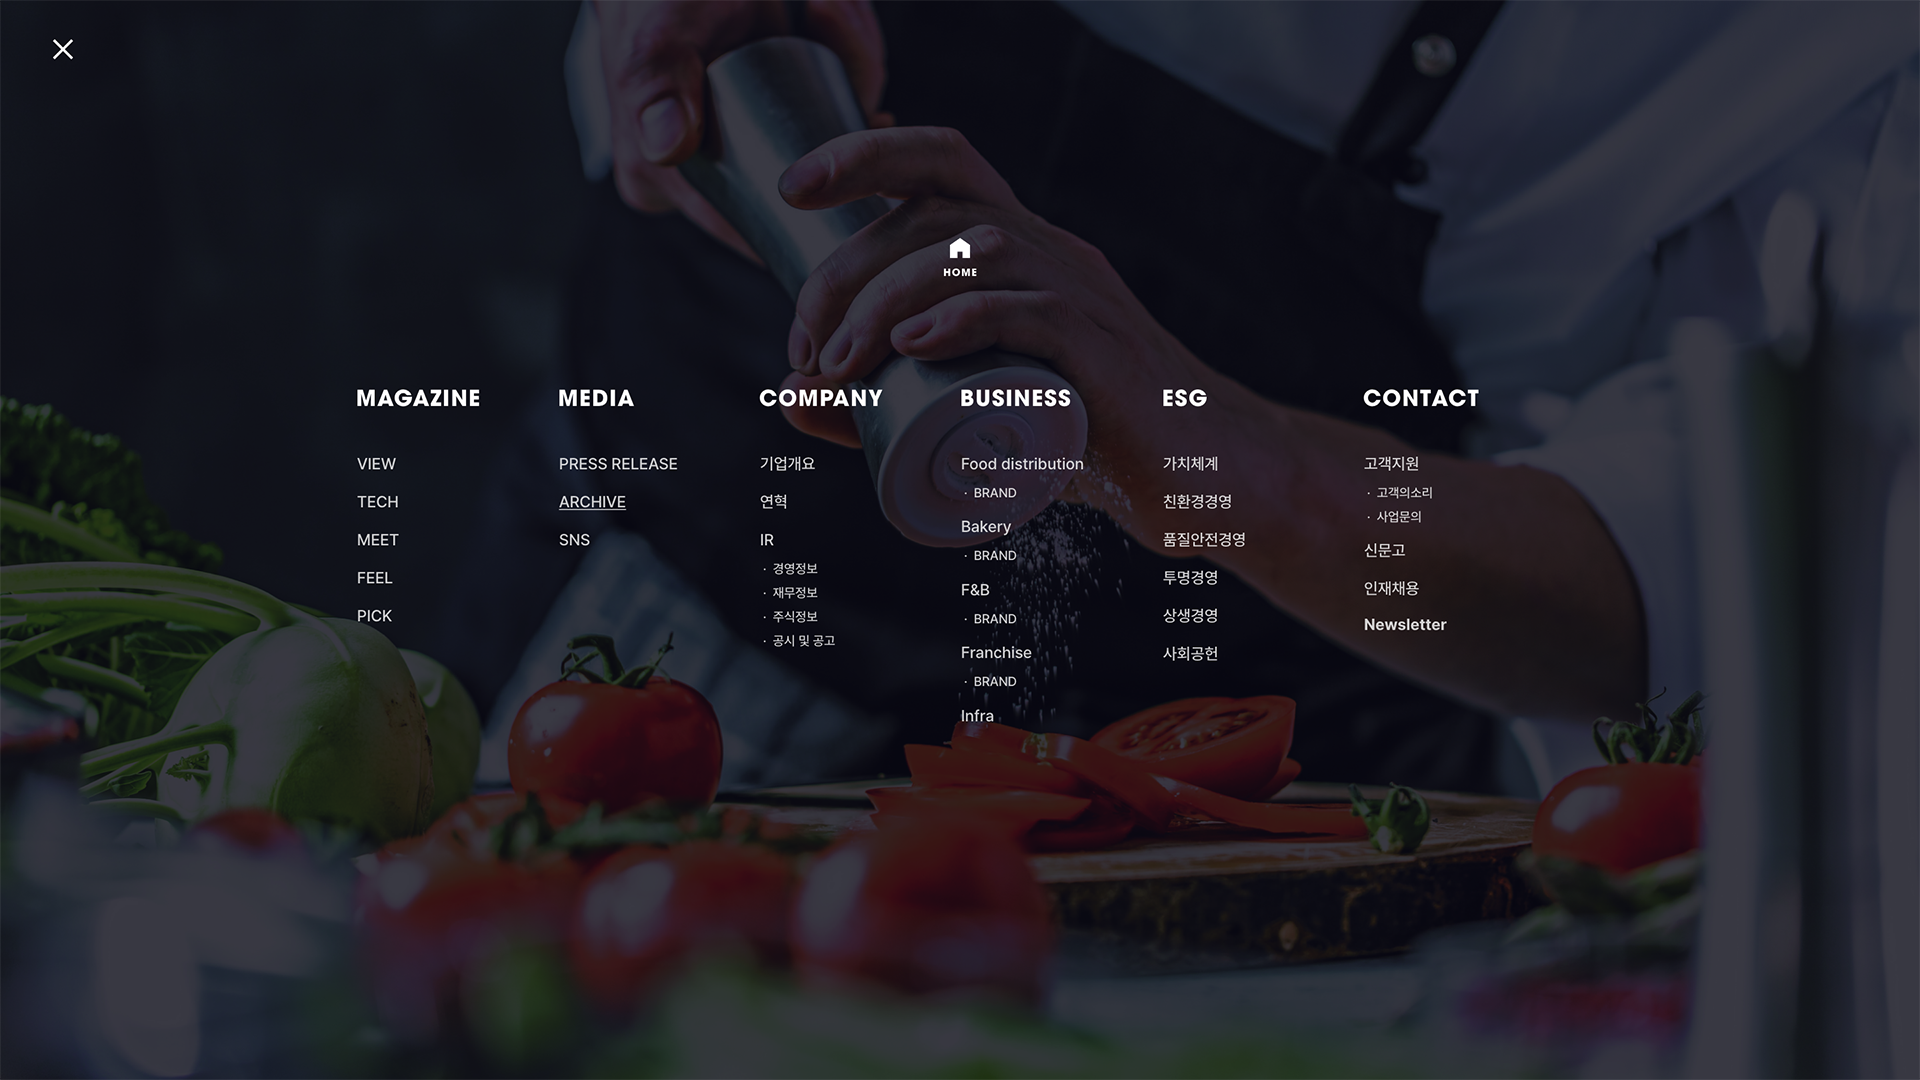 HOME
MAGAZINE
VIEW
TECH
MEET
FEEL
PICK
MEDIA
PRESS RELEASE
ARCHIVE
SNS
COMPANY
기업개요
연혁
IR
· 경영정보
· 재무정보
· 주식정보
· 공시 및 공고
BUSINESS
Food distribution
· BRAND
Bakery
· BRAND
F&B
· BRAND
Franchise
· BRAND
Infra
ESG
가치체계
친환경경영
품질안전경영
투명경영
상생경영
사회공헌
CONTACT
고객지원
· 고객의소리
· 사업문의
신문고
인재채용
Newsletter